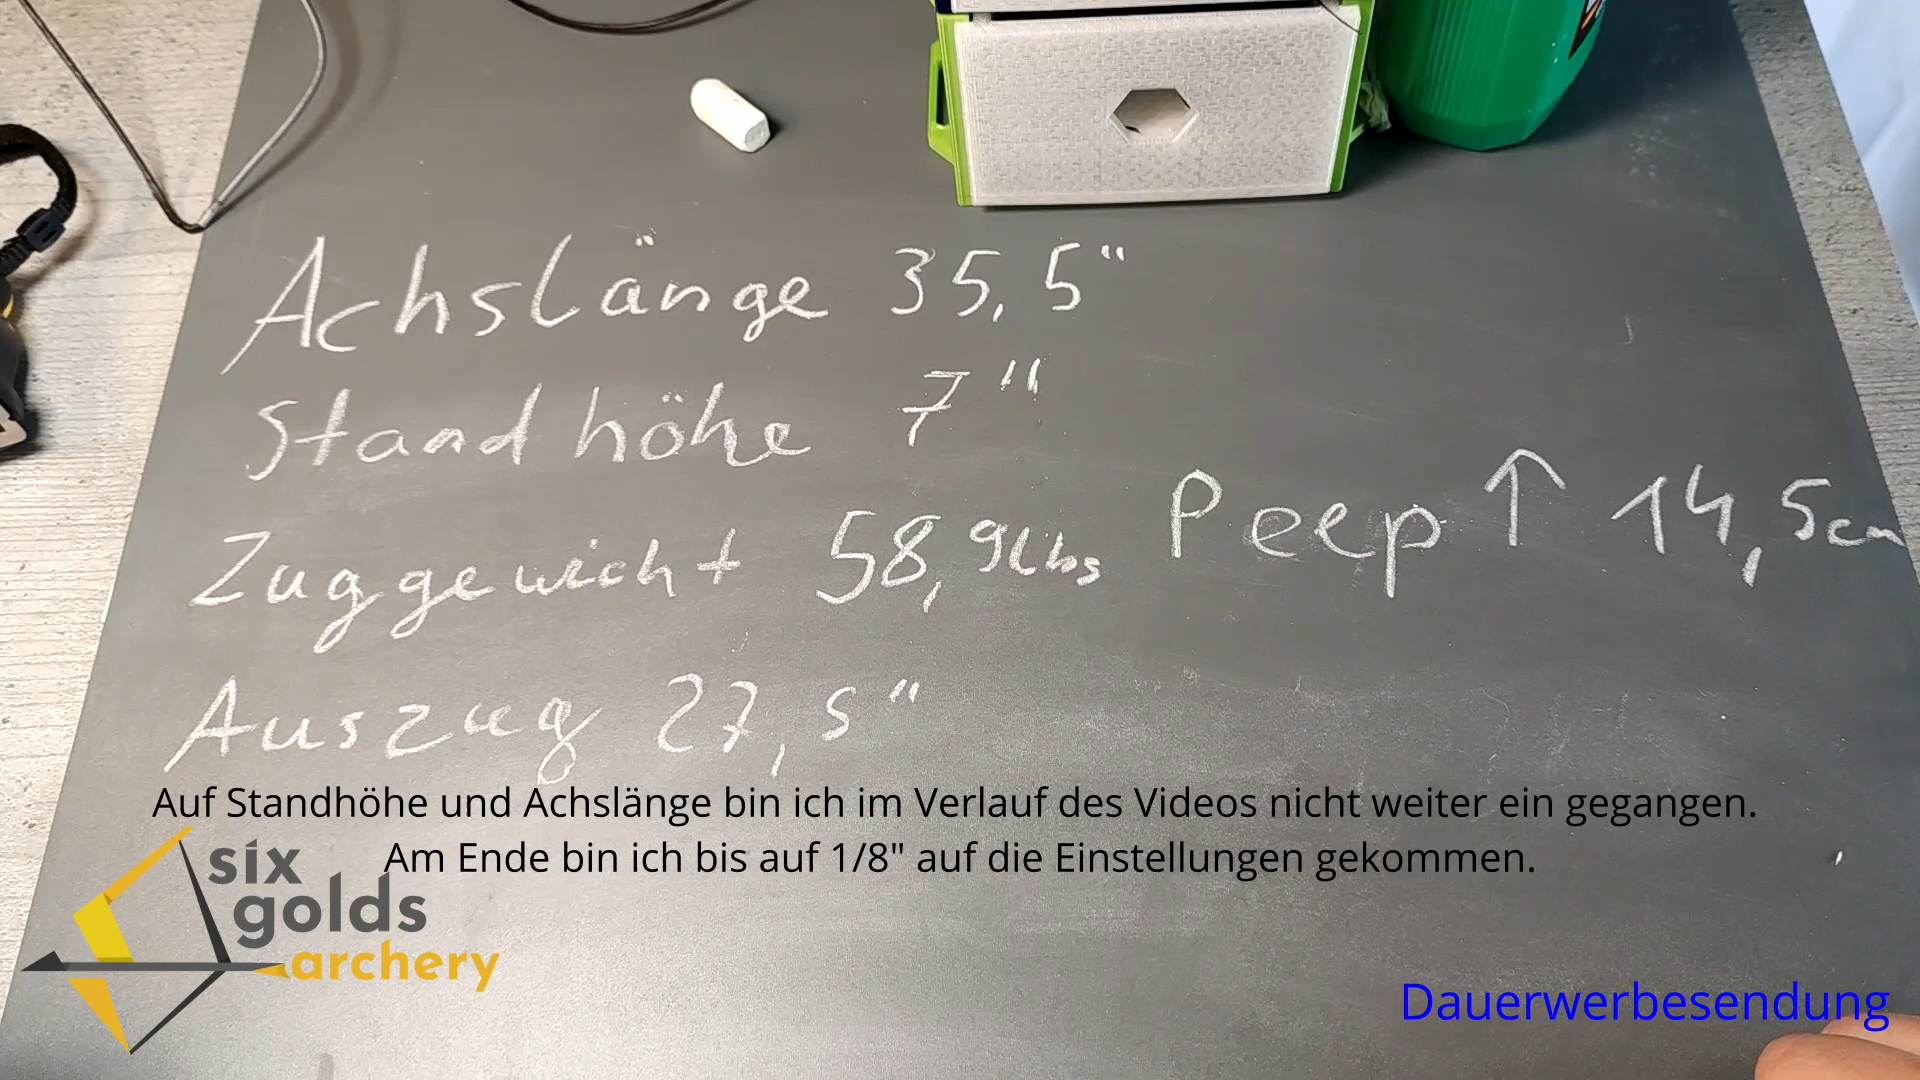 Achslänge 35,5"
Standhöhe 7"
Zuggewicht 58,9lbs
Peep ↑ 14,5cm
Auszug 27,5"
Auf Standhöhe und Achslänge bin ich im Verlauf des Videos nicht weiter ein gegangen.
Am Ende bin ich bis auf 1/8" auf die Einstellungen gekommen.
six
golds
archery
Dauerwerbesendung